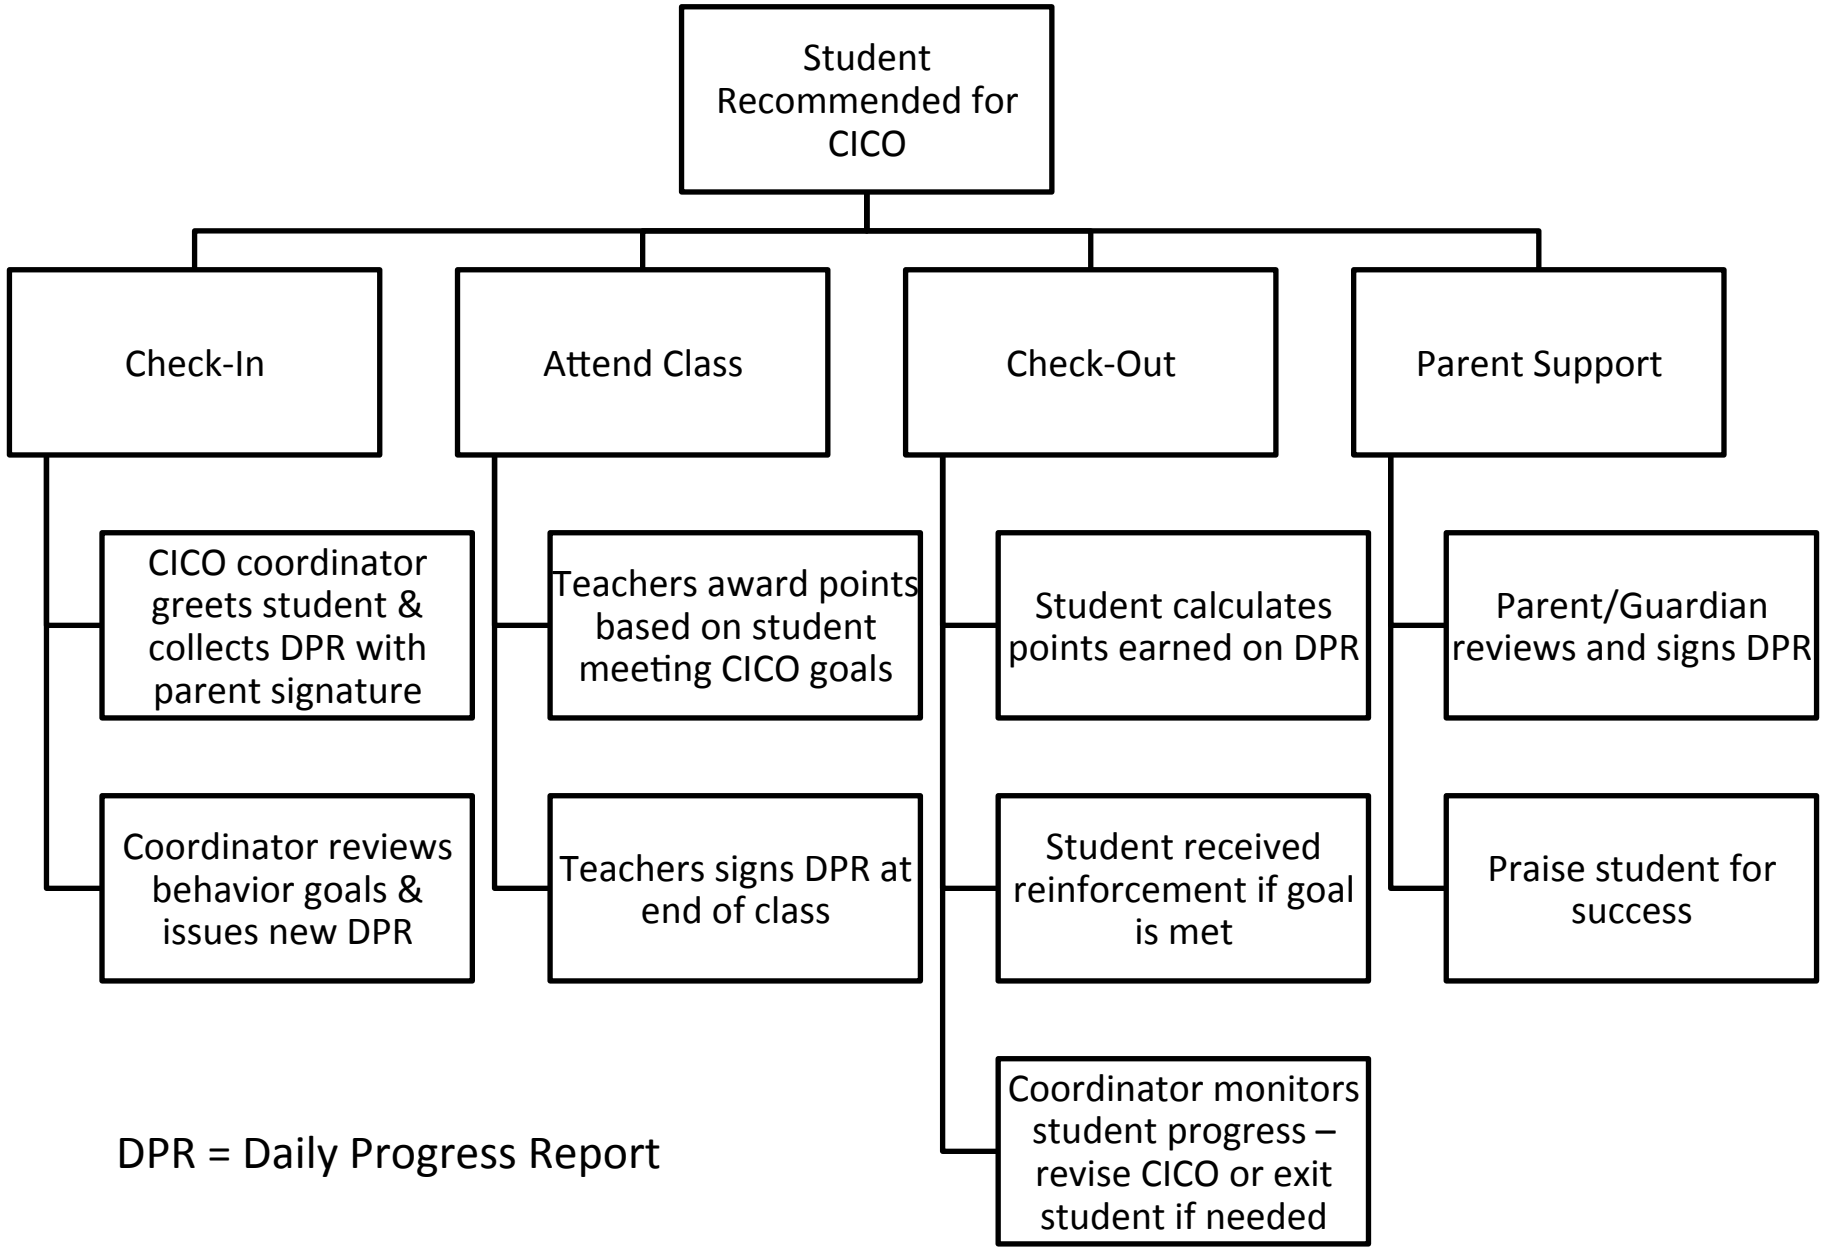 Student
Recommended for
CICO
Check-In
Attend Class
Check-Out
Parent Support
CICO coordinator
greets student &
collects DPR with
parent signature
Coordinator reviews
behavior goals &
issues new DPR
Teachers award points
based on student
meeting CICO goals
Teachers signs DPR at
end of class
Student calculates
points earned on DPR
Student received
reinforcement if goal
is met
Coordinator monitors
student progress –
revise CICO or exit
student if needed
Parent/Guardian
reviews and signs DPR
Praise student for
success
DPR = Daily Progress Report